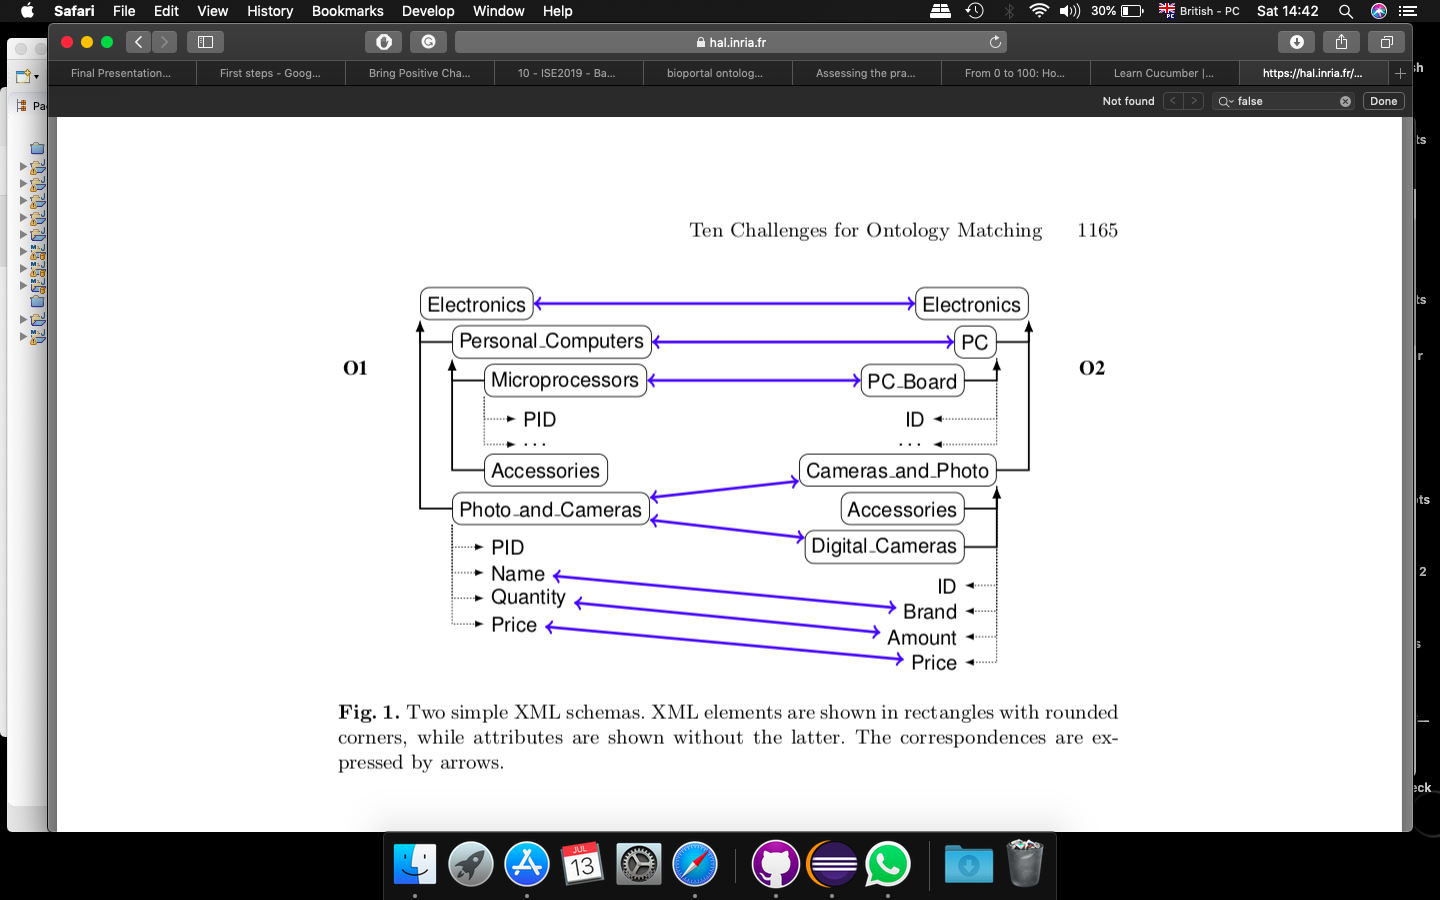 Safari File Edit View History Bookmarks Develop Window Help 30% British - PC Sat 14:42
hal.inria.fr
Final Presentation... First steps - Goog... Bring Positive Cha... 10 - ISE2019 - Ba... bioportal ontolog... Assessing the pra... From 0 to 100: Ho... Learn Cucumber |... https://hal.inria.fr/...
Pac
Not found false Done
Ten Challenges for Ontology Matching 1165
Electronics Electronics
Personal_Computers PC
O1 O2
Microprocessors PC_Board
PID ID
... ...
Accessories Cameras_and_Photo
Photo_and_Cameras Accessories
PID Digital_Cameras
Name ID
Quantity Brand
Price Amount
Price
Fig. 1. Two simple XML schemas. XML elements are shown in rectangles with rounded
corners, while attributes are shown without the latter. The correspondences are ex-
pressed by arrows.
JUL
13